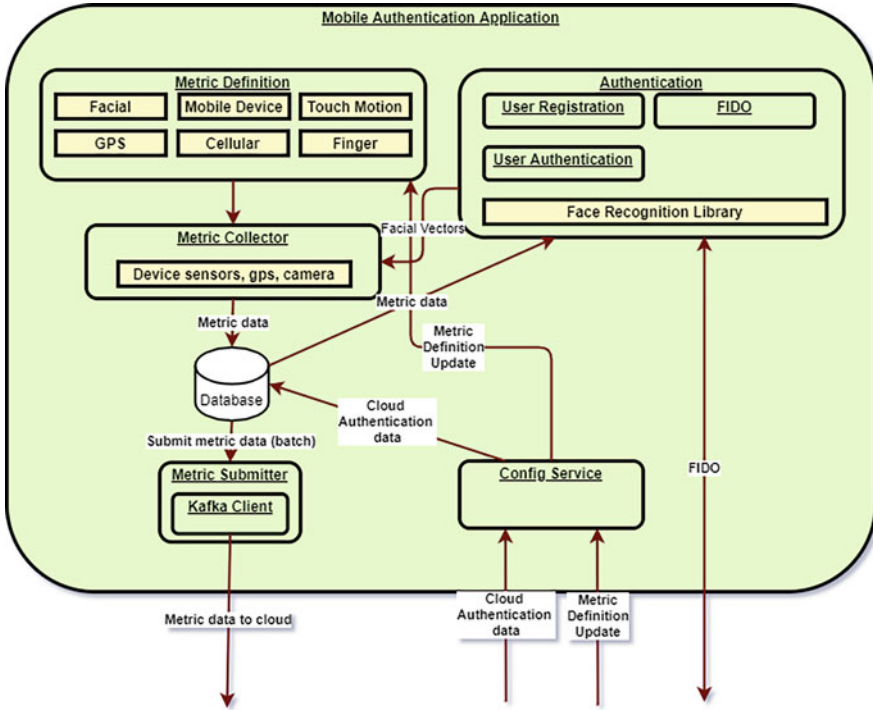 Mobile Authentication Application
Metric Definition
Facial
Mobile Device
Touch Motion
GPS
Cellular
Finger
Authentication
User Registration
FIDO
User Authentication
Face Recognition Library
Facial Vectors
Metric Collector
Device sensors, gps, camera
Metric data
Metric data
Metric
Definition
Update
Database
Cloud
Authentication
data
Submit metric data (batch)
Metric Submitter
Kafka Client
Config Service
FIDO
Metric data to cloud
Cloud
Authentication
data
Metric
Definition
Update